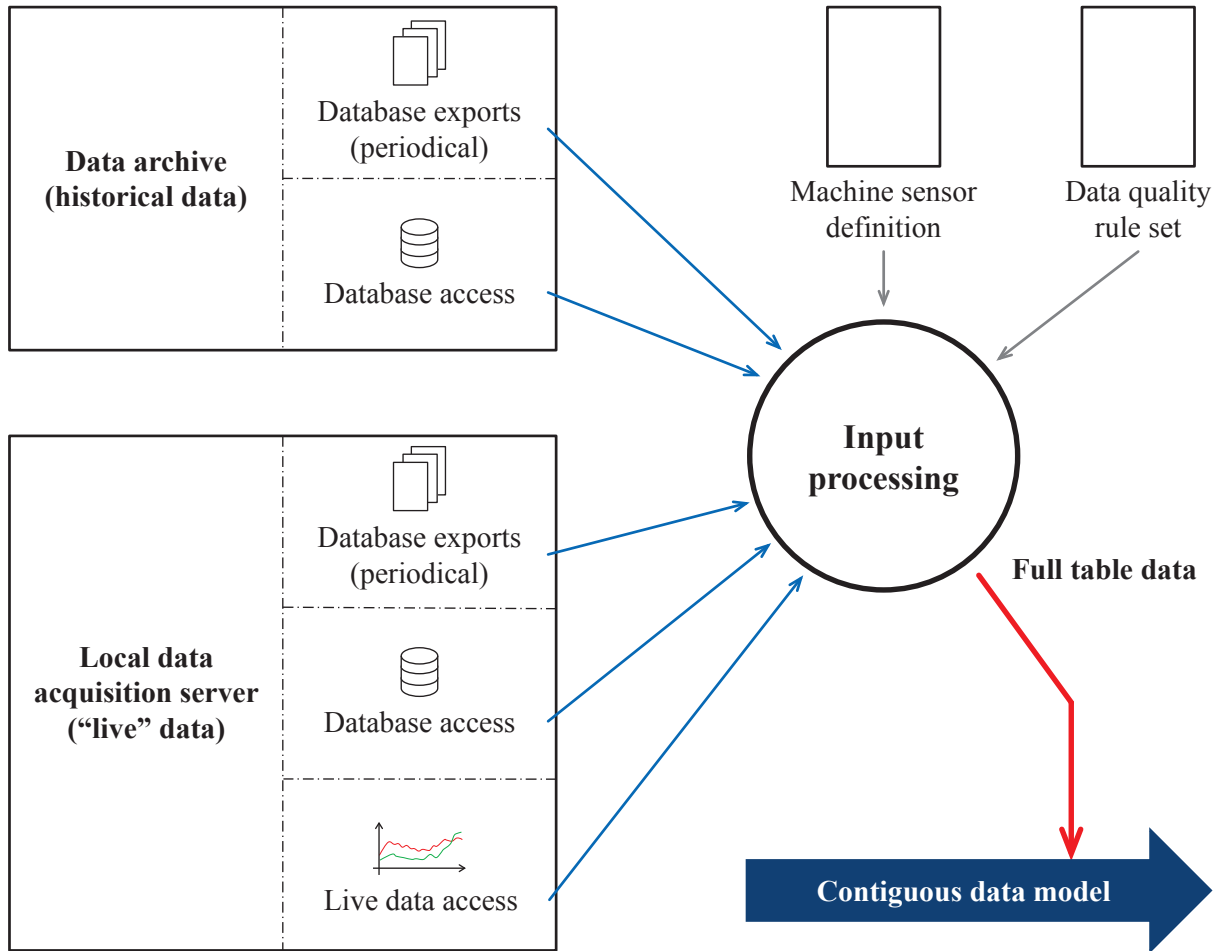 Data archive
(historical data)
Database exports
(periodical)
Database access
Machine sensor
definition
Data quality
rule set
Input
processing
Full table data
Local data
acquisition server
(“live” data)
Database exports
(periodical)
Database access
Live data access
Contiguous data model